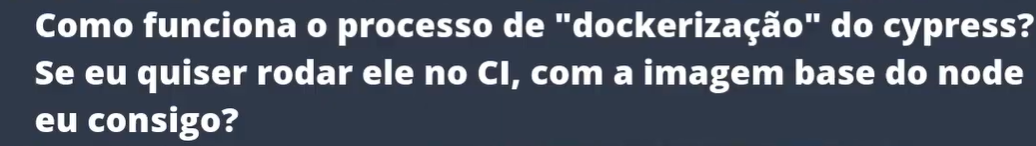 Como funciona o processo de "dockerização" do cypress?
Se eu quiser rodar ele no CI, com a imagem base do node
eu consigo?